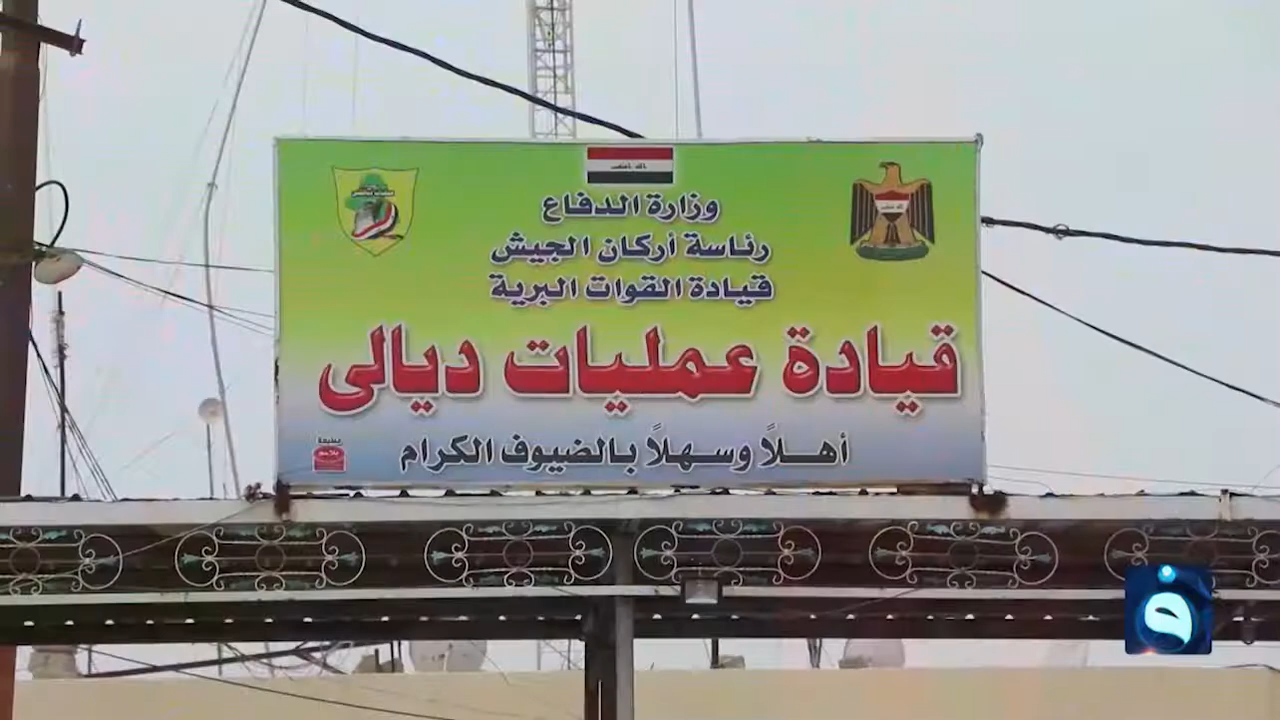 وزارة الدفاع
رئاسة أركان الجيش
قيادة القوات البرية
قيادة عمليات ديالى
أهلاً وسهلاً بالضيوف الكرام